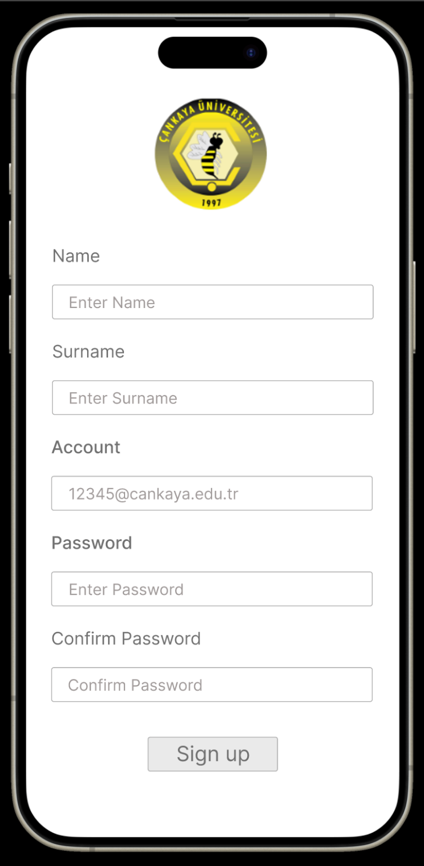 ÇANKAYA ÜNİVERSİTESİ
1997
Name
Enter Name
Surname
Enter Surname
Account
12345@cankaya.edu.tr
Password
Enter Password
Confirm Password
Confirm Password
Sign up